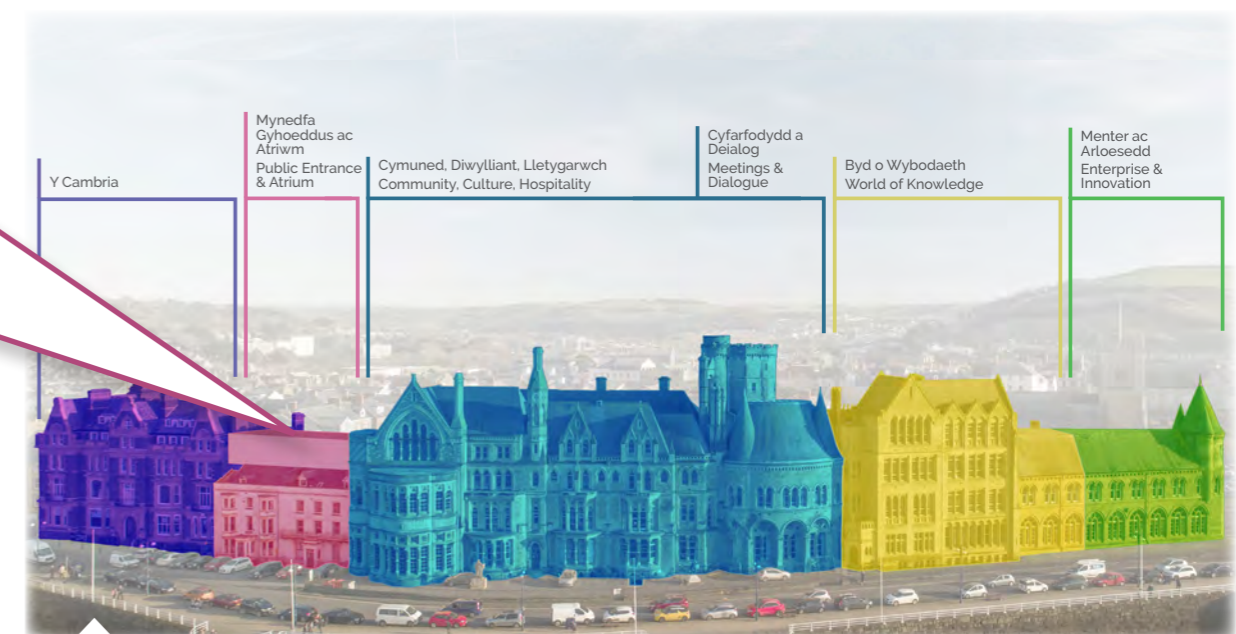 Y Cambria
Mynedfa
Gyhoeddus ac
Atriwm
Public Entrance
& Atrium
Cymuned, Diwylliant, Lletygarwch
Community, Culture, Hospitality
Cyfarfodydd a
Deialog
Meetings &
Dialogue
Byd o Wybodaeth
World of Knowledge
Menter ac
Arloesedd
Enterprise &
Innovation